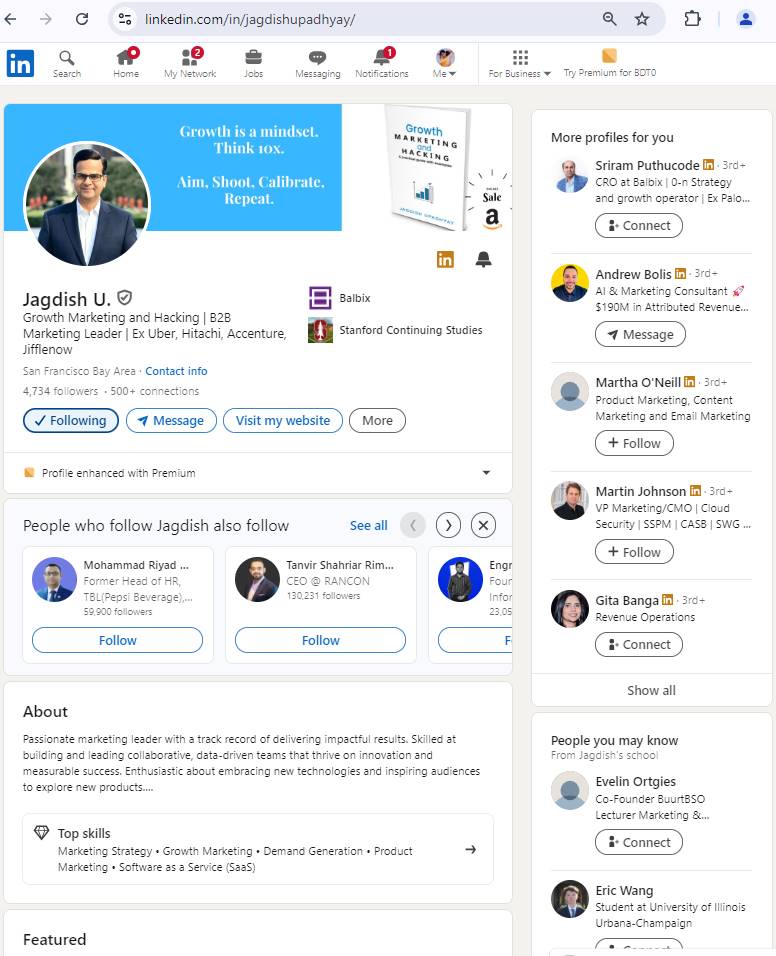 linkedin.com/in/jagdishupadhyay/
in
Search
Home
2
My Network
Jobs
Messaging
1
Notifications
Me
For Business
Try Premium for BDT0
Growth is a mindset.
Think 10x.
Aim, Shoot, Calibrate,
Repeat.
Growth
MARKETING
and
HACKING
JAGDISH UPADHYAY
Sale
a
in
Jagdish U.
Growth Marketing and Hacking | B2B
Marketing Leader | Ex Uber, Hitachi, Accenture,
Jifflenow
Balbix
Stanford Continuing Studies
San Francisco Bay Area · Contact info
4,734 followers · 500+ connections
Following
Message
Visit my website
More
Profile enhanced with Premium
People who follow Jagdish also follow
See all
Mohammad Riyad ...
Former Head of HR,
TBL(Pepsi Beverage),...
59,900 followers
Follow
Tanvir Shahriar Rim...
CEO @ RANCON
130,231 followers
Follow
Engr
Foun
Infor
23,05
F
About
Passionate marketing leader with a track record of delivering impactful results. Skilled at
building and leading collaborative, data-driven teams that thrive on innovation and
measurable success. Enthusiastic about embracing new technologies and inspiring audiences
to explore new products....
Top skills
Marketing Strategy • Growth Marketing • Demand Generation • Product
Marketing • Software as a Service (SaaS)
Featured
More profiles for you
Sriram Puthucode in · 3rd+
CRO at Balbix | 0-n Strategy
and growth operator | Ex Palo...
Connect
Andrew Bolis in · 3rd+
AI & Marketing Consultant 🚀
$190M in Attributed Revenue...
Message
Martha O'Neill in · 3rd+
Product Marketing, Content
Marketing and Email Marketing
Follow
Martin Johnson in · 3rd+
VP Marketing/CMO | Cloud
Security | SSPM | CASB | SWG ...
Follow
Gita Banga in · 3rd+
Revenue Operations
Connect
Show all
People you may know
From Jagdish's school
Evelin Ortgies
Co-Founder BuurtBSO
Lecturer Marketing &...
Connect
Eric Wang
Student at University of Illinois
Urbana-Champaign
Connect